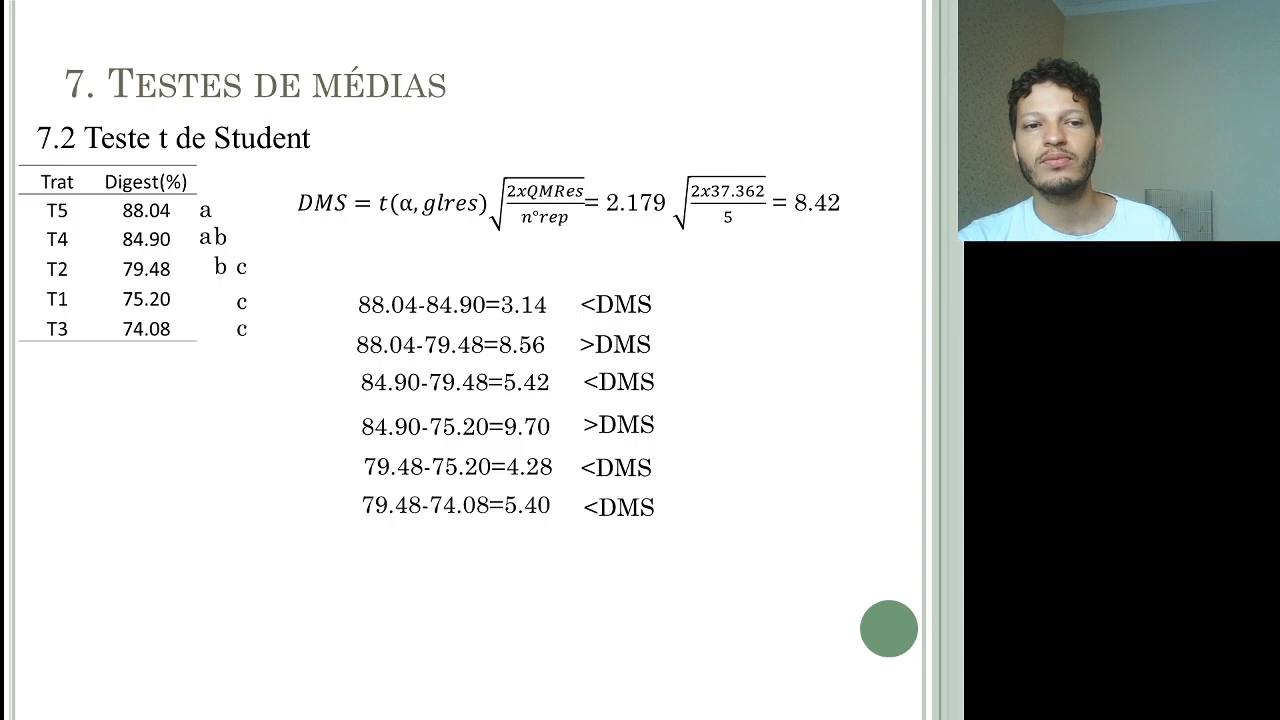 7. TESTES DE MÉDIAS
7.2 Teste t de Student
Trat Digest(%)
T5 88.04 a
T4 84.90 a b
T2 79.48 b c
T1 75.20 c
T3 74.08 c
DMS = t(α, glres)√(2xQMRes/n°rep) = 2.179 √(2x37.362/5) = 8.42
88.04-84.90=3.14 <DMS
88.04-79.48=8.56 >DMS
84.90-79.48=5.42 <DMS
84.90-75.20=9.70 >DMS
79.48-75.20=4.28 <DMS
79.48-74.08=5.40 <DMS